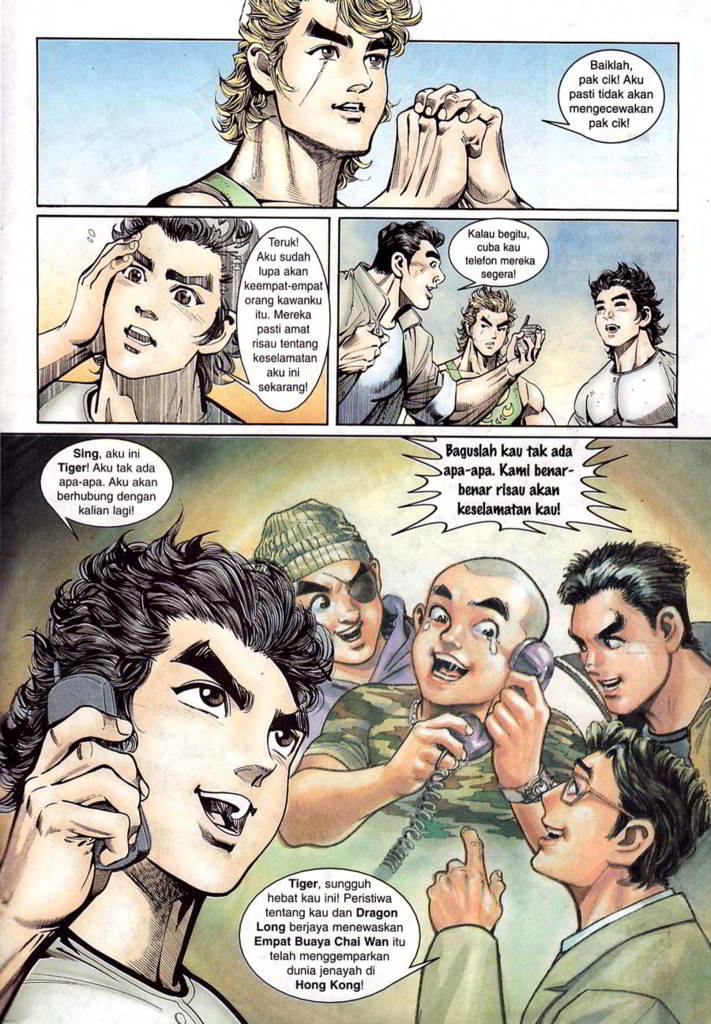 Baiklah,
pak cik! Aku
pasti tidak akan
mengecewakan
pak cik!
Teruk!
Aku sudah
lupa akan
keempat-empat
orang kawanku
itu. Mereka
pasti amat
risau tentang
keselamatan
aku ini
sekarang!
Kalau begitu,
cuba kau
telefon mereka
segera!
Sing, aku ini
Tiger! Aku tak ada
apa-apa. Aku akan
berhubung dengan
kalian lagi!
Baguslah kau tak ada
apa-apa. Kami benar-
benar risau akan
keselamatan kau!
Tiger, sungguh
hebat kau ini! Peristiwa
tentang kau dan Dragon
Long berjaya menewaskan
Empat Buaya Chai Wan itu
telah menggemparkan
dunia jenayah di
Hong Kong!